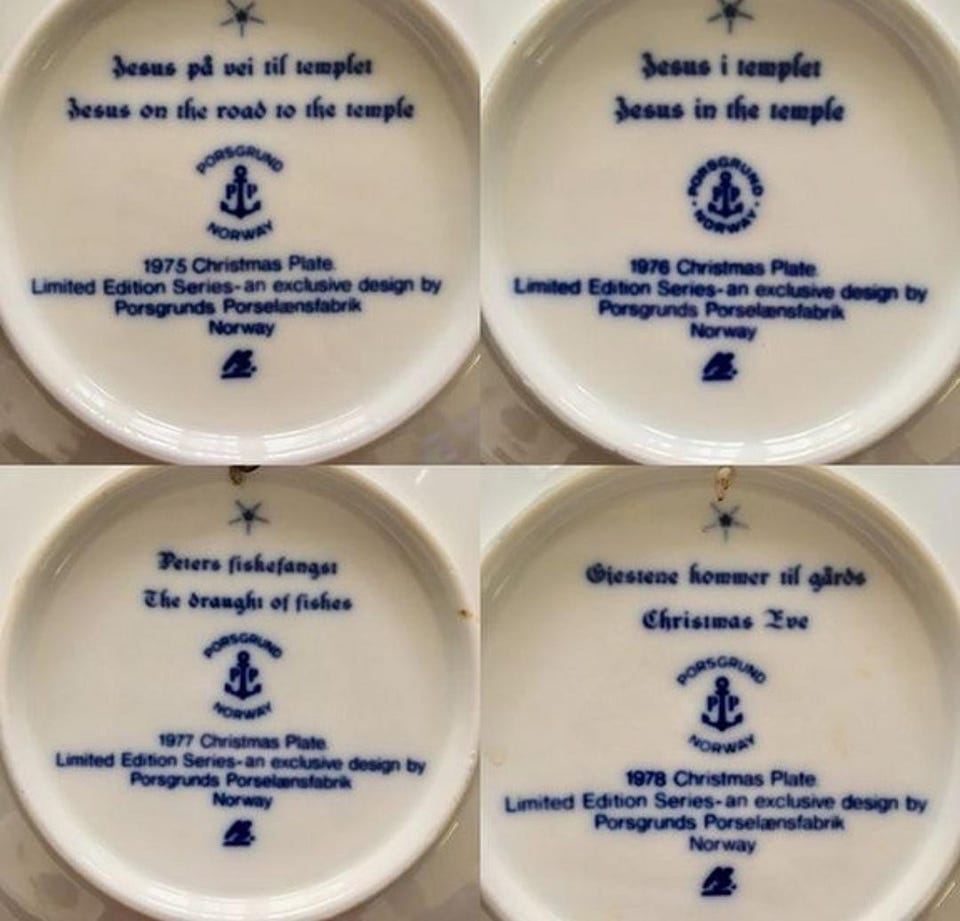 Jesus på vei til templet
Jesus on the road to the temple
PORSGRUND
PP
NORWAY
1975 Christmas Plate
Limited Edition Series-an exclusive design by
Porsgrunds Porselænsfabrik
Norway
Jesus i templet
Jesus in the temple
PORSGRUND
PP
NORWAY
1976 Christmas Plate
Limited Edition Series-an exclusive design by
Porsgrunds Porselænsfabrik
Norway
Peters fiskefangst
The draught of fishes
PORSGRUND
PP
NORWAY
1977 Christmas Plate
Limited Edition Series-an exclusive design by
Porsgrunds Porselænsfabrik
Norway
Gjestene kommer til gårds
Christmas Eve
PORSGRUND
PP
NORWAY
1978 Christmas Plate
Limited Edition Series-an exclusive design by
Porsgrunds Porselænsfabrik
Norway